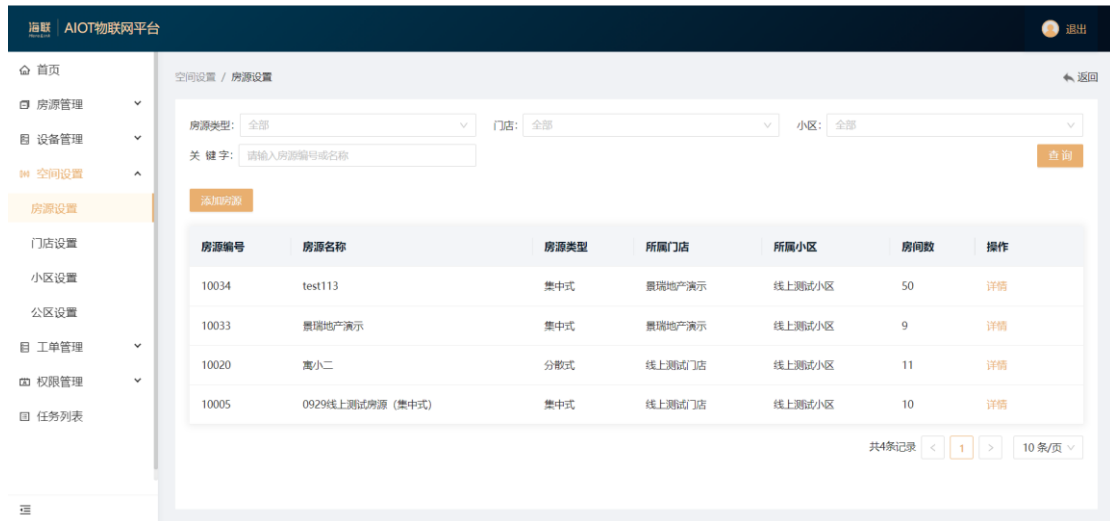 海联 AIOT物联网平台 退出
首页
房源管理
设备管理
空间设置
房源设置
门店设置
小区设置
公区设置
工单管理
权限管理
任务列表
空间设置 / 房源设置 返回
房源类型: 全部 门店: 全部 小区: 全部
关 键 字: 请输入房源编号或名称 查 询
添加房源
房源编号 房源名称 房源类型 所属门店 所属小区 房间数 操作
10034 test113 集中式 景瑞地产演示 线上测试小区 50 详情
10033 景瑞地产演示 集中式 景瑞地产演示 线上测试小区 9 详情
10020 寓小二 分散式 线上测试门店 线上测试小区 11 详情
10005 0929线上测试房源（集中式） 集中式 线上测试门店 线上测试小区 10 详情
共4条记录 < 1 > 10 条/页